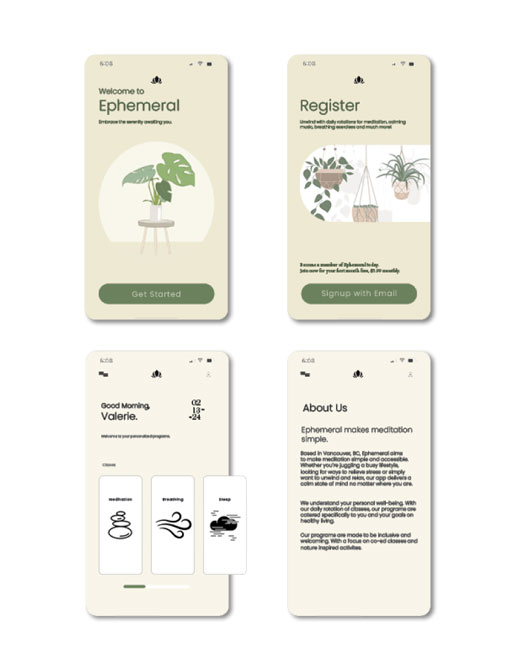 6:03
Welcome to
Ephemeral
Embrace the serenity awaiting you.
Get Started
6:03
Register
Unwind with daily rotations for meditation, calming
music, breathing exercises and much more!
Become a member of Ephemeral today.
Join now for your first month free, $5.99 monthly.
Signup with Email
6:03
Good Morning,
Valerie.
02
13-
-24
Welcome to your personalized programs.
Classes
Meditation
Breathing
Sleep
6:03
About Us
Ephemeral makes meditation
simple.
Based in Vancouver, BC, Ephemeral aims
to make meditation simple and accessible.
Whether you're juggling a busy lifestyle,
looking for ways to relieve stress or simply
want to unwind and relax, our app delivers a
calm state of mind no matter where you are.
We understand your personal well-being. With
our daily rotation of classes, our programs are
catered specifically to you and your goals on
healthy living.
Our programs are made to be inclusive and
welcoming. With a focus on co-ed classes and
nature inspired activities.